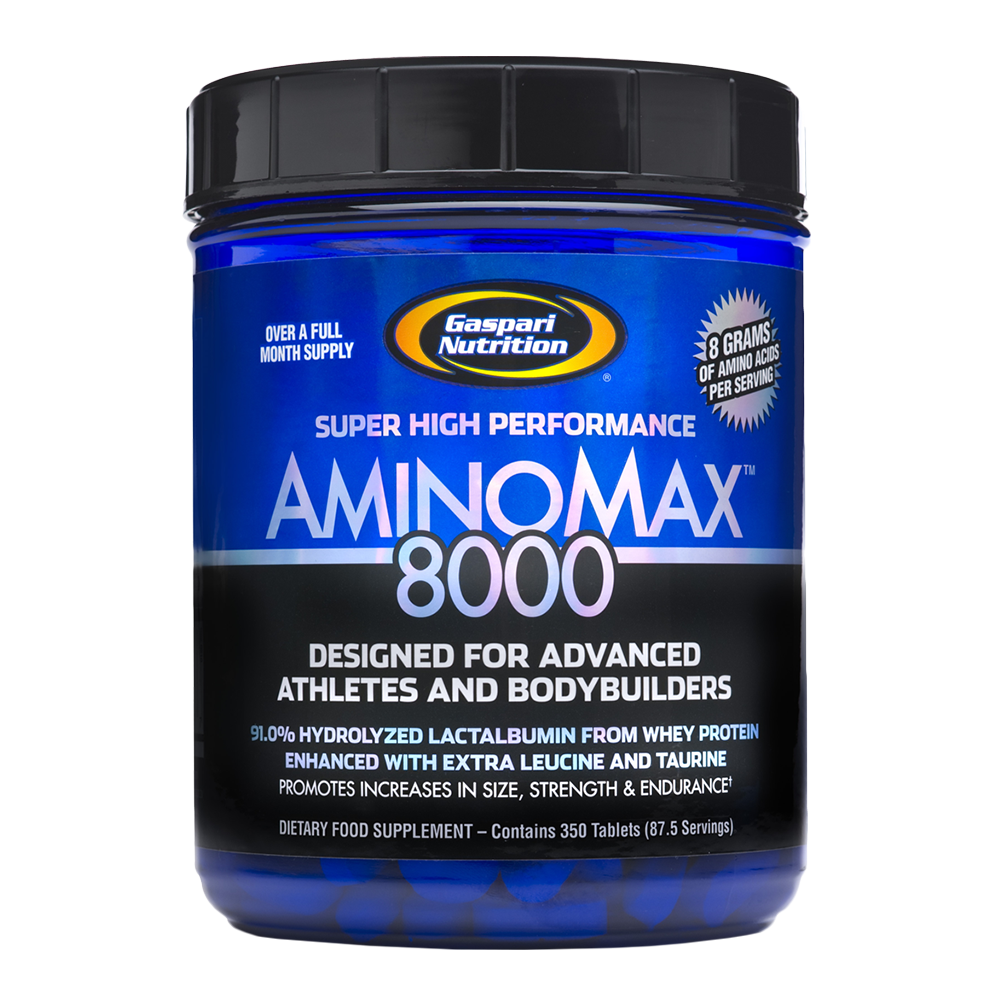 Gaspari
Nutrition
®
OVER A FULL
MONTH SUPPLY
8 GRAMS
OF AMINO ACIDS
PER SERVING
SUPER HIGH PERFORMANCE
AMINOMAX™
8000
DESIGNED FOR ADVANCED
ATHLETES AND BODYBUILDERS
91.0% HYDROLYZED LACTALBUMIN FROM WHEY PROTEIN
ENHANCED WITH EXTRA LEUCINE AND TAURINE
PROMOTES INCREASES IN SIZE, STRENGTH & ENDURANCE†
DIETARY FOOD SUPPLEMENT – Contains 350 Tablets (87.5 Servings)